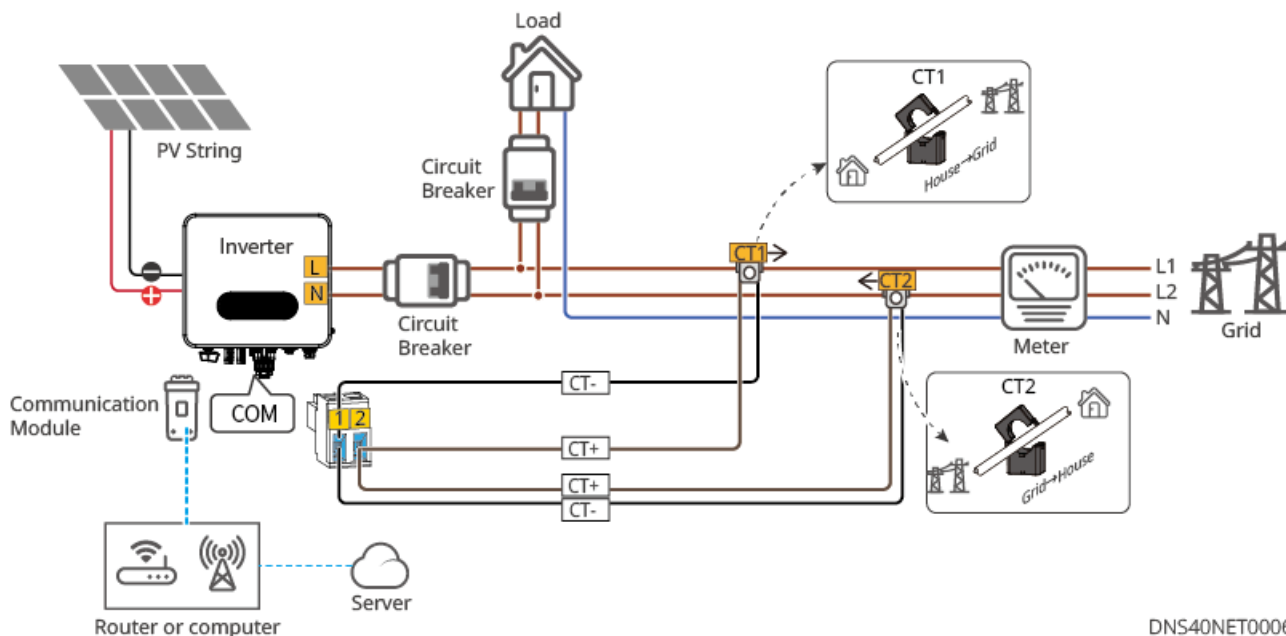 Load
PV String
Circuit
Breaker
CT1
House→Grid
Inverter
L
N
Circuit
Breaker
CT1
CT2
L1
L2
N
Meter
Grid
Communication
Module
COM
1 2
CT-
CT+
CT+
CT-
CT2
Grid→House
Server
Router or computer